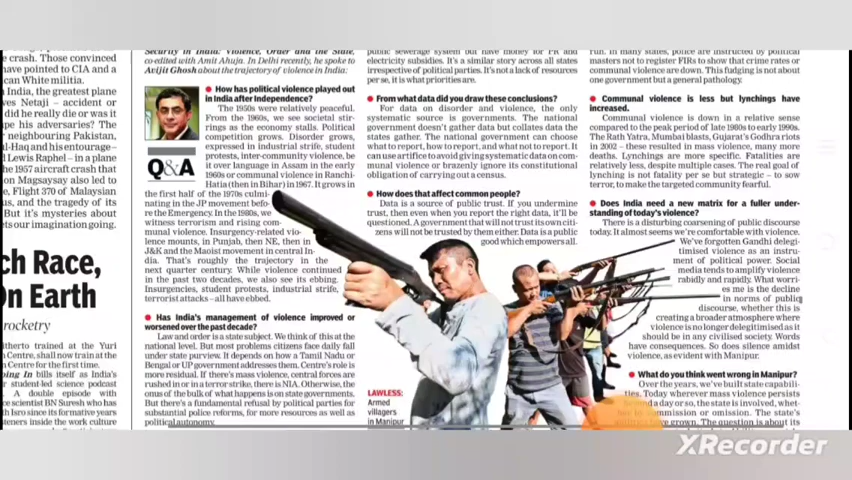 e crash. Those convinced
have pointed to CIA and a
can White militia.
India, the greatest plane
ves Netaji – accident or
did he really die or was it
pe his adversaries? The
neighbouring Pakistan,
l-Haq and his entourage –
d Lewis Raphel – in a plane
he 1957 aircraft crash that
on Magsaysay also led to
e, Flight 370 of Malaysian
us, and the tragedy of its
But it's mysteries about
ets our imagination going.
ch Race,
n Earth
rocketry
itherto trained at the Yuri
n Centre, shall now train at the
Centre for the first time.
oing In bills itself as India's
r student-led science podcast
A double episode with
ce scientist BN Suresh who has
th Isro since its formative years
steners inside the work culture
Security in India: Violence, Order and the State,
co-edited with Amit Ahuja. In Delhi recently, he spoke to
Avijit Ghosh about the trajectory of violence in India:
Q&A
How has political violence played out
in India after Independence?
The 1950s were relatively peaceful.
From the 1960s, we see societal stir-
rings as the economy stalls. Political
competition grows. Disorder grows,
expressed in industrial strife, student
protests, inter-community violence, be
it over language in Assam in the early
1960s or communal violence in Ranchi-
Hatia (then in Bihar) in 1967. It grows in
the first half of the 1970s culmi-
nating in the JP movement befo-
re the Emergency. In the 1980s, we
witness terrorism and rising com-
munal violence. Insurgency-related vio-
lence mounts, in Punjab, then NE, then in
J&K and the Maoist movement in central In-
dia. That's roughly the trajectory in the
next quarter century. While violence continued
in the past two decades, we also see its ebbing.
Insurgencies, student protests, industrial strife,
terrorist attacks – all have ebbed.
Has India's management of violence improved or
worsened over the past decade?
Law and order is a state subject. We think of this at the
national level. But most problems citizens face daily fall
under state purview. It depends on how a Tamil Nadu or
Bengal or UP government addresses them. Centre's role is
more residual. If there's mass violence, central forces are
rushed in or in a terror strike, there is NIA. Otherwise, the
onus of the bulk of what happens is on state governments.
But there's a fundamental refusal by political parties for
substantial police reforms, for more resources as well as
political autonomy.
public sewerage system but have money for PR and
electricity subsidies. It's a similar story across all states
irrespective of political parties. It's not a lack of resources
per se, it is what priorities are.
From what data did you draw these conclusions?
For data on disorder and violence, the only
systematic source is governments. The national
government doesn't gather data but collates data the
states gather. The national government can choose
what to report, how to report, and what not to report. It
can use artifice to avoid giving systematic data on com-
munal violence or brazenly ignore its constitutional
obligation of carrying out a census.
How does that affect common people?
Data is a source of public trust. If you undermine
trust, then even when you report the right data, it'll be
questioned. A government that will not trust its own citi-
zens will not be trusted by them either. Data is a public
good which empowers all.
LAWLESS:
Armed
villagers
in Manipur
run. In many states, police are instructed by political
masters not to register FIRs to show that crime rates or
communal violence are down. This fudging is not about
one government but a general pathology.
Communal violence is less but lynchings have
increased.
Communal violence is down in a relative sense
compared to the peak period of late 1980s to early 1990s.
The Rath Yatra, Mumbai blasts, Gujarat's Godhra riots
in 2002 – these resulted in mass violence, many more
deaths. Lynchings are more specific. Fatalities are
relatively less, despite multiple cases. The real goal of
lynching is not fatality per se but strategic – to sow
terror, to make the targeted community fearful.
Does India need a new matrix for a fuller under-
standing of today's violence?
There is a disturbing coarsening of public discourse
today. It almost seems we're comfortable with violence.
We've forgotten Gandhi delegi-
timised violence as an instru-
ment of political power. Social
media tends to amplify violence
rapidly and rapidly. What worri-
es me is the decline
in norms of public
discourse, whether this is
creating a broader atmosphere where
violence is no longer delegitimised as it
should be in any civilised society. Words
have consequences. So does silence amidst
violence, as evident with Manipur.
What do you think went wrong in Manipur?
Over the years, we've built state capabili-
ties. Today wherever mass violence persists
beyond a day or so, the state is involved, whet-
her by commission or omission. The state's
have grown. The question is about its
XRecorder